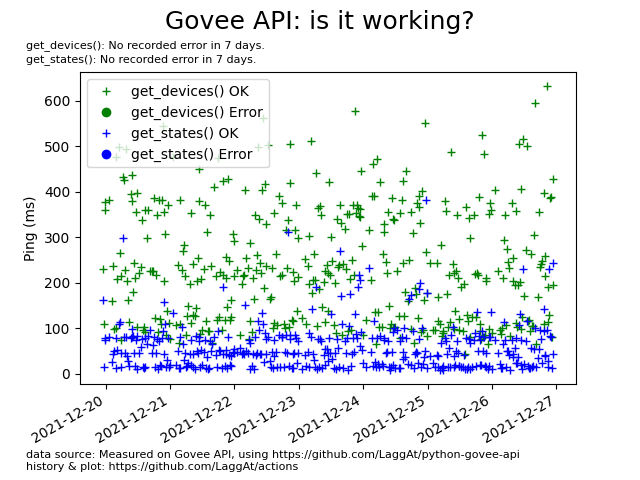 Govee API: is it working?
get_devices(): No recorded error in 7 days.
get_states(): No recorded error in 7 days.
get_devices() OK
get_devices() Error
get_states() OK
get_states() Error
600
500
400
300
200
100
0
Ping (ms)
2021-12-20
2021-12-21
2021-12-22
2021-12-23
2021-12-24
2021-12-25
2021-12-26
2021-12-27
data source: Measured on Govee API, using https://github.com/LaggAt/python-govee-api
history & plot: https://github.com/LaggAt/actions